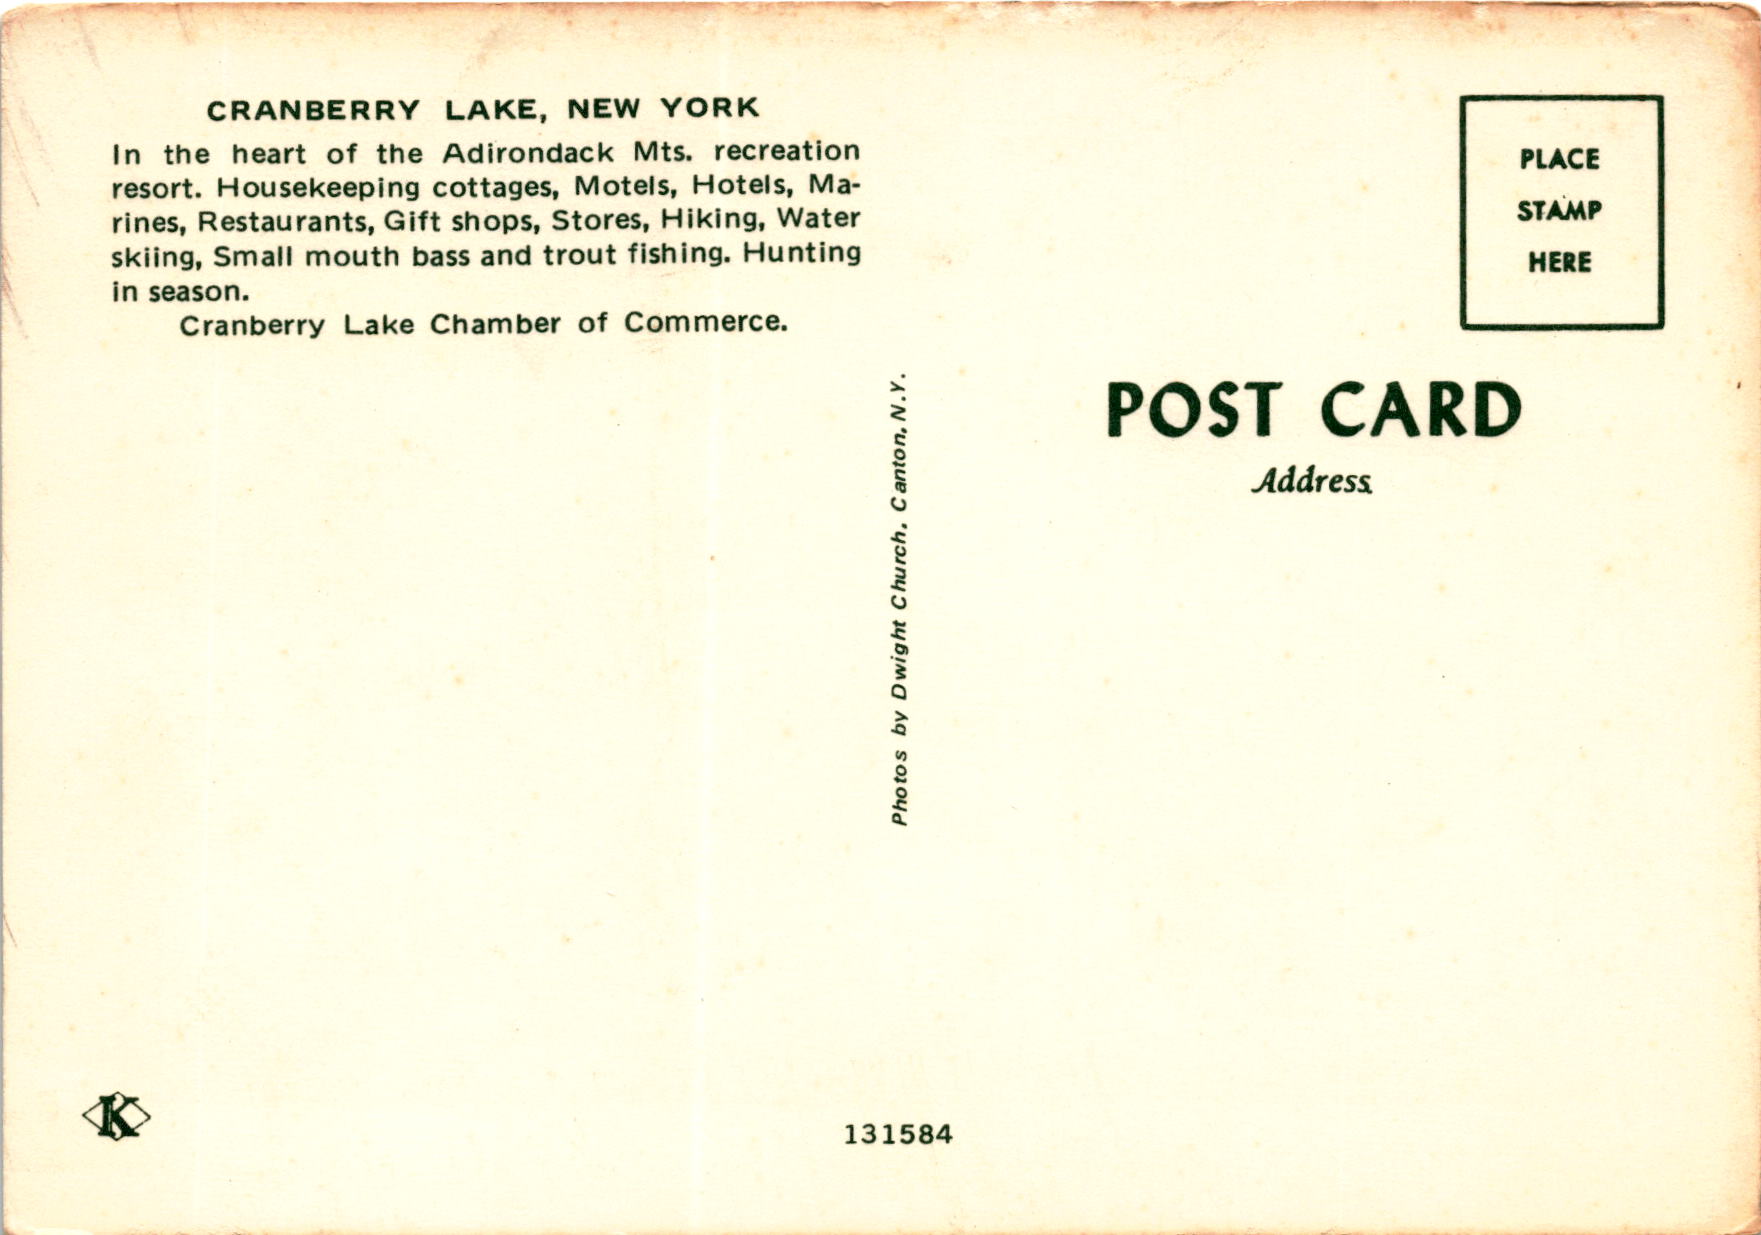 CRANBERRY LAKE, NEW YORK
In the heart of the Adirondack Mts. recreation
resort. Housekeeping cottages, Motels, Hotels, Ma-
rines, Restaurants, Gift shops, Stores, Hiking, Water
skiing, Small mouth bass and trout fishing. Hunting
in season.
Cranberry Lake Chamber of Commerce.
Photos by Dwight Church, Canton, N.Y.
PLACE
STAMP
HERE
POST CARD
Address
K
131584